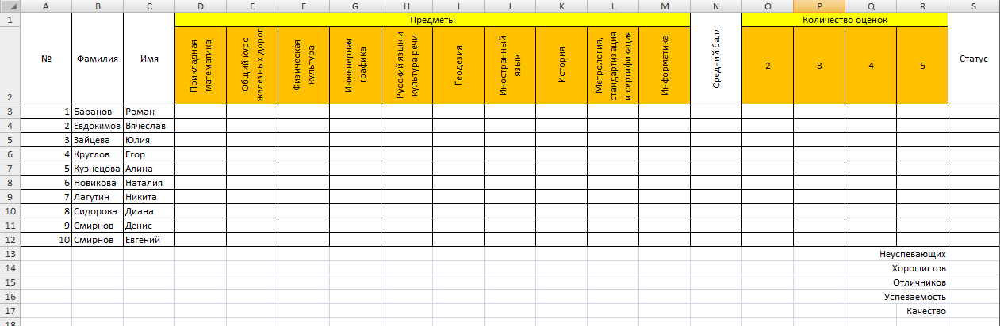 A B C D E F G H I J K L M N O P Q R S
1 Предметы Количество оценок
2 № Фамилия Имя Прикладная математика Общий курс железных дорог Физическая культура Инженерная графика Русский язык и культура речи Геодезия Иностранный язык История Метрология, стандартизация и сертификация Информатика Средний балл 2 3 4 5 Статус
3 1 Баранов Роман
4 2 Евдокимов Вячеслав
5 3 Зайцева Юлия
6 4 Круглов Егор
7 5 Кузнецова Алина
8 6 Новикова Наталия
9 7 Лагутин Никита
10 8 Сидорова Диана
11 9 Смирнов Денис
12 10 Смирнов Евгений
13 Неуспевающих
14 Хорошистов
15 Отличников
16 Успеваемость
17 Качество
18